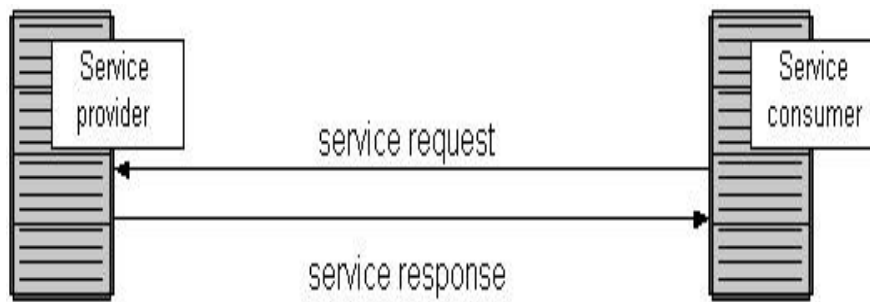 Service
provider
Service
consumer
service request
service response